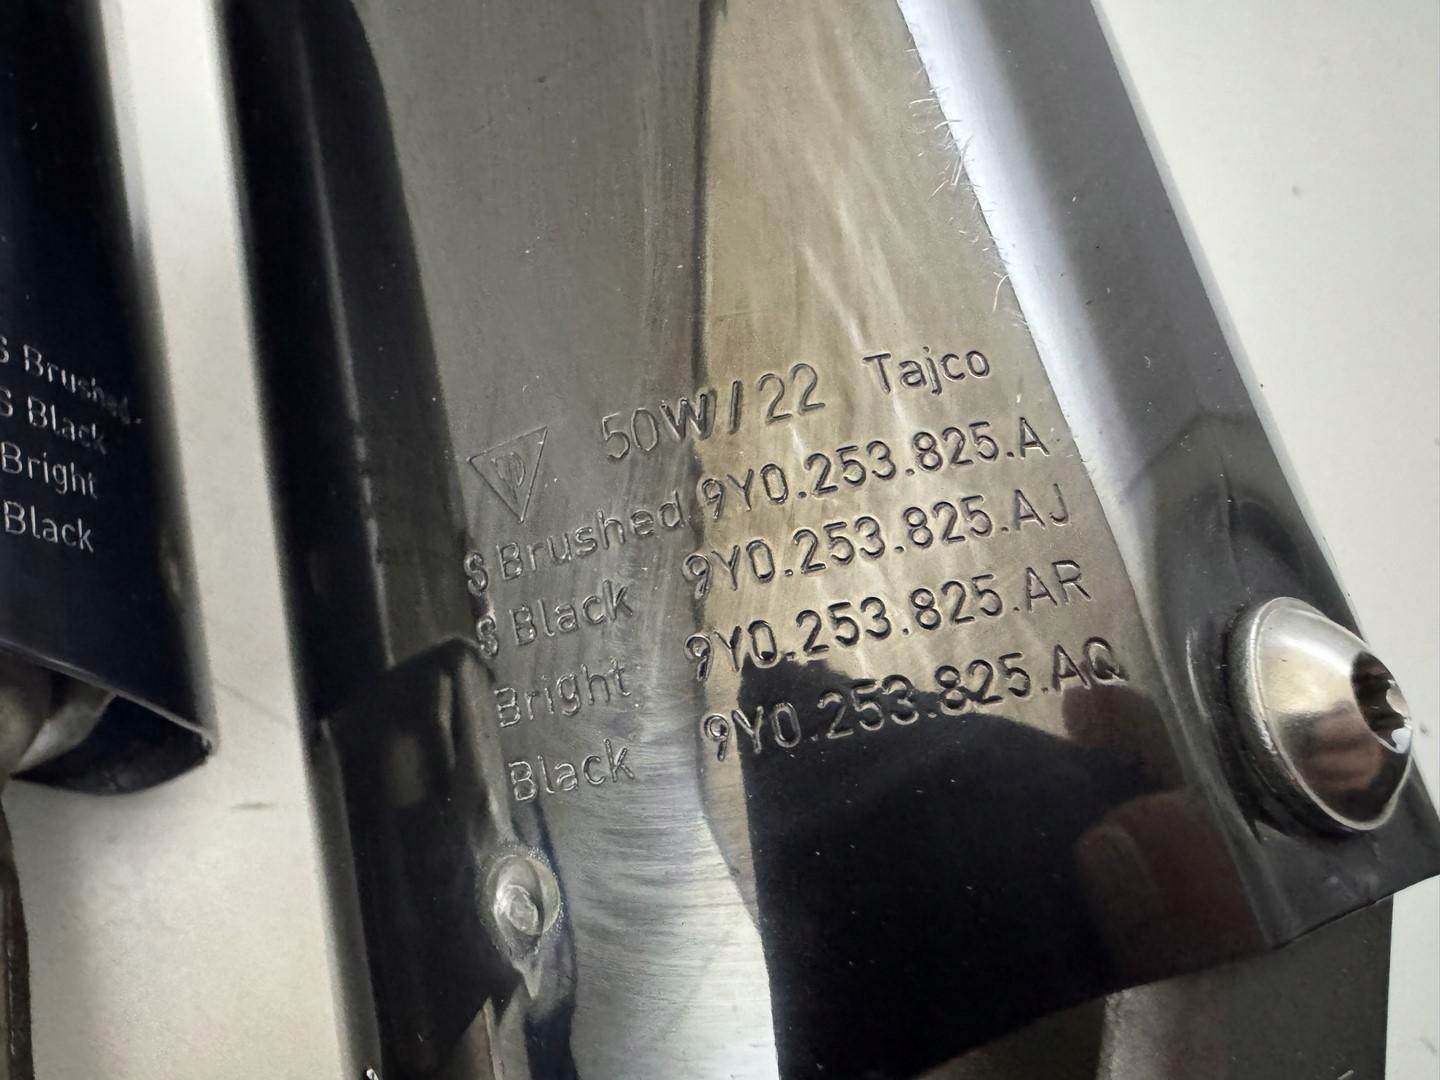 50W/22 Tajco
S Brushed 9Y0.253.825.A
S Black 9Y0.253.825.AJ
Bright 9Y0.253.825.AR
Black 9Y0.253.825.AQ
S Brushed
S Black
Bright
Black